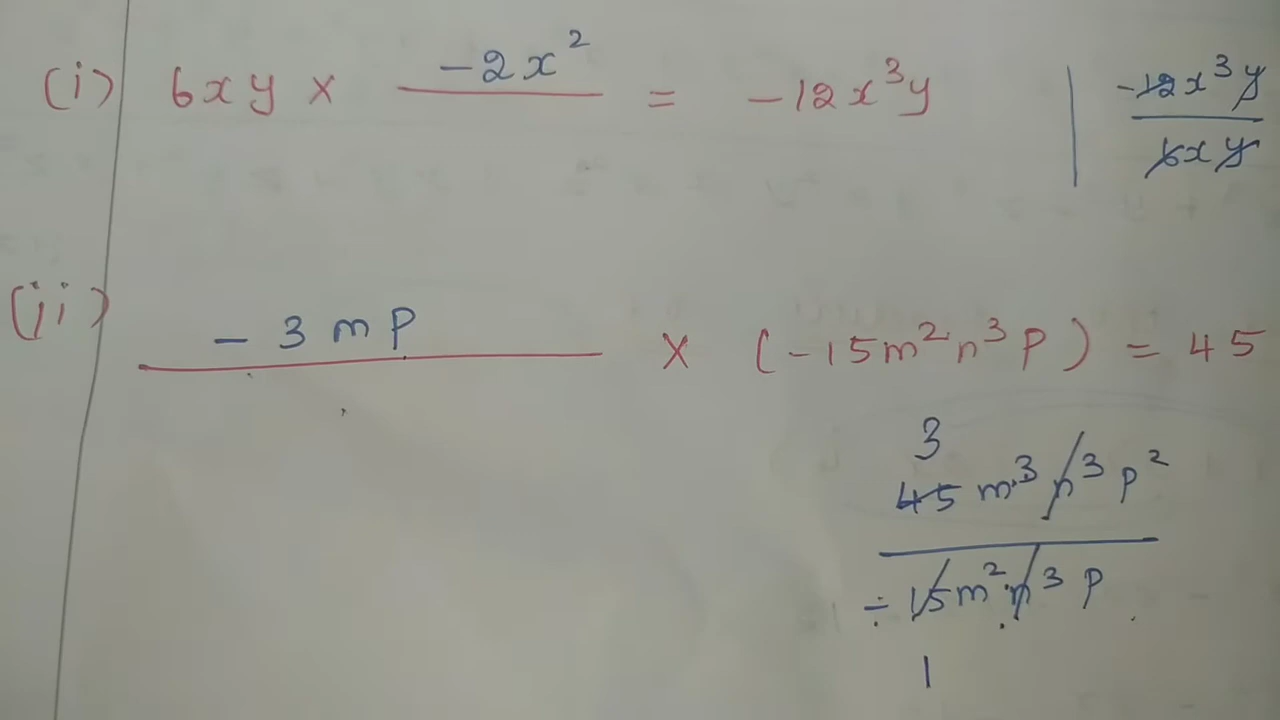 (i) 6xy × -2x² = -12x³y | -12x³y / 6xy
(ii) -3mp × (-15m²n³p) = 45
3
45m³n³p²
÷ 15m²n³p
1